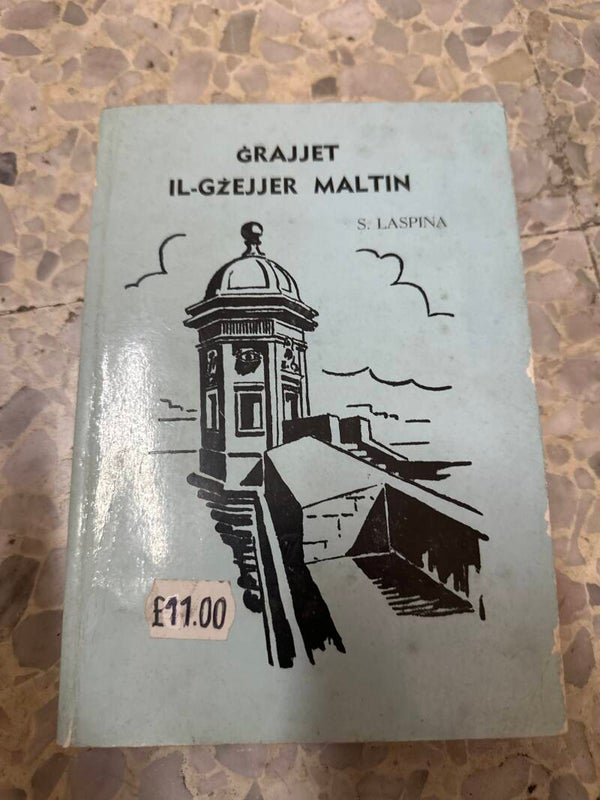 ĠRAJJET
IL-GŻEJJER MALTIN
S. LASPINA
£11.00